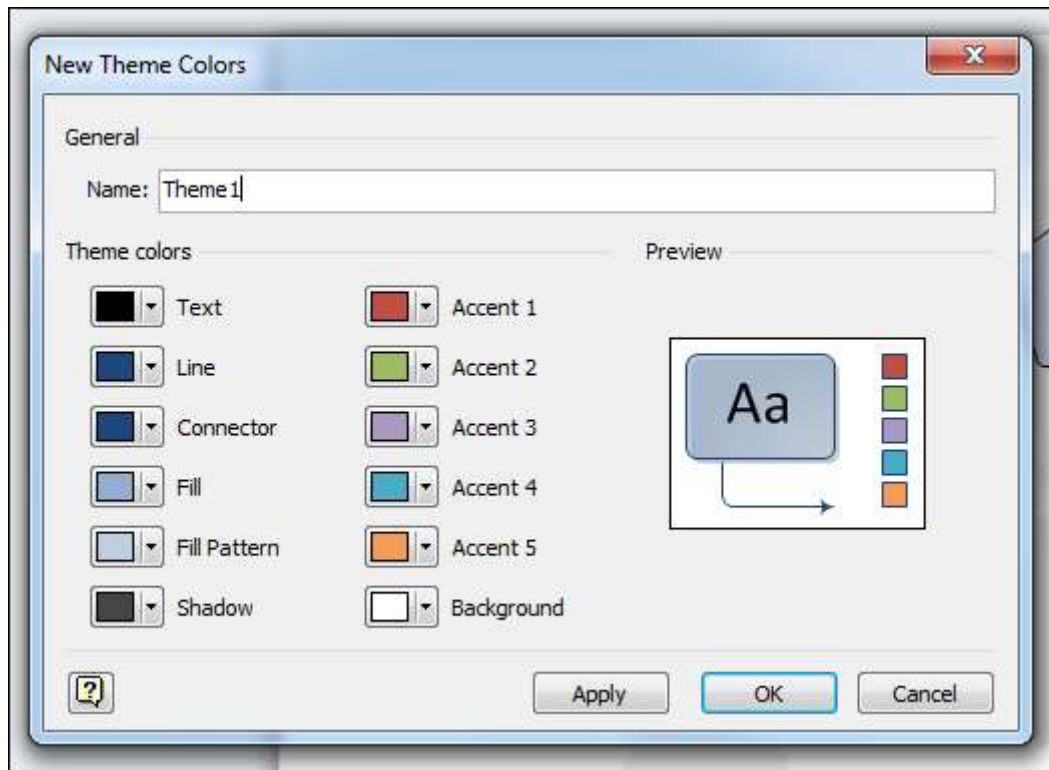 New Theme Colors
General
Name: Theme1
Theme colors
Preview
Text
Accent 1
Line
Accent 2
Connector
Accent 3
Fill
Accent 4
Fill Pattern
Accent 5
Shadow
Background
Aa
?
Apply
OK
Cancel